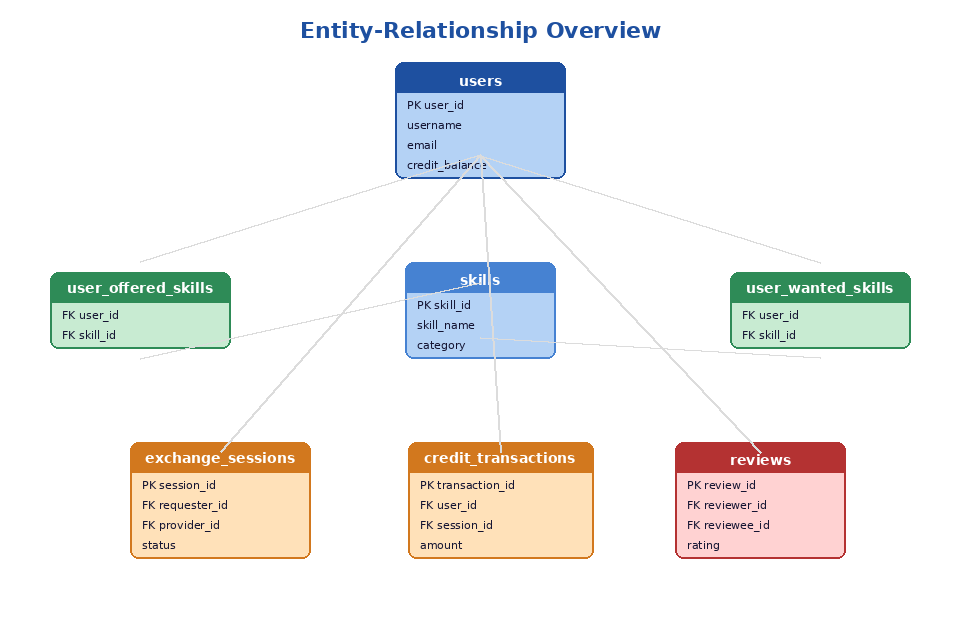 Entity-Relationship Overview
users
PK user_id
username
email
credit_balance
user_offered_skills
FK user_id
FK skill_id
skills
PK skill_id
skill_name
category
user_wanted_skills
FK user_id
FK skill_id
exchange_sessions
PK session_id
FK requester_id
FK provider_id
status
credit_transactions
PK transaction_id
FK user_id
FK session_id
amount
reviews
PK review_id
FK reviewer_id
FK reviewee_id
rating